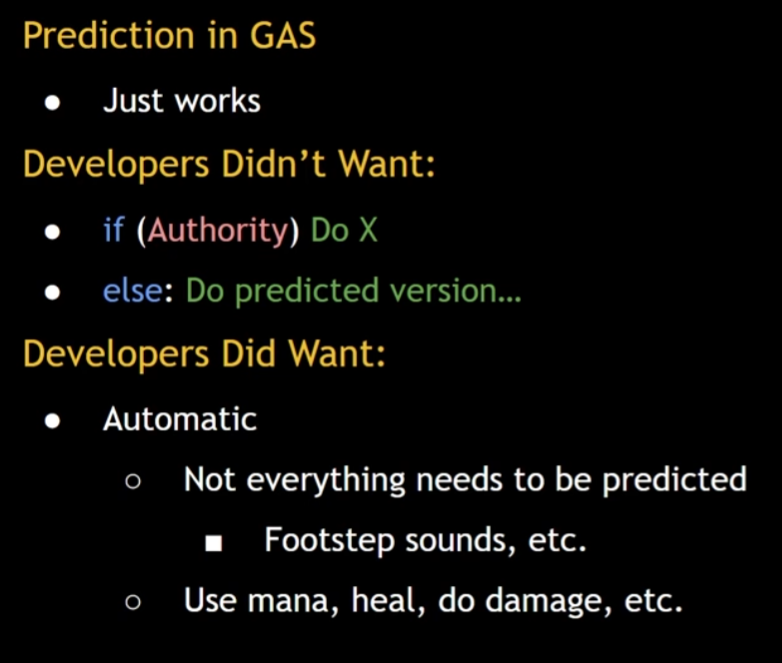 Prediction in GAS
● Just works
Developers Didn't Want:
● if (Authority) Do X
● else: Do predicted version...
Developers Did Want:
● Automatic
○ Not everything needs to be predicted
■ Footstep sounds, etc.
○ Use mana, heal, do damage, etc.